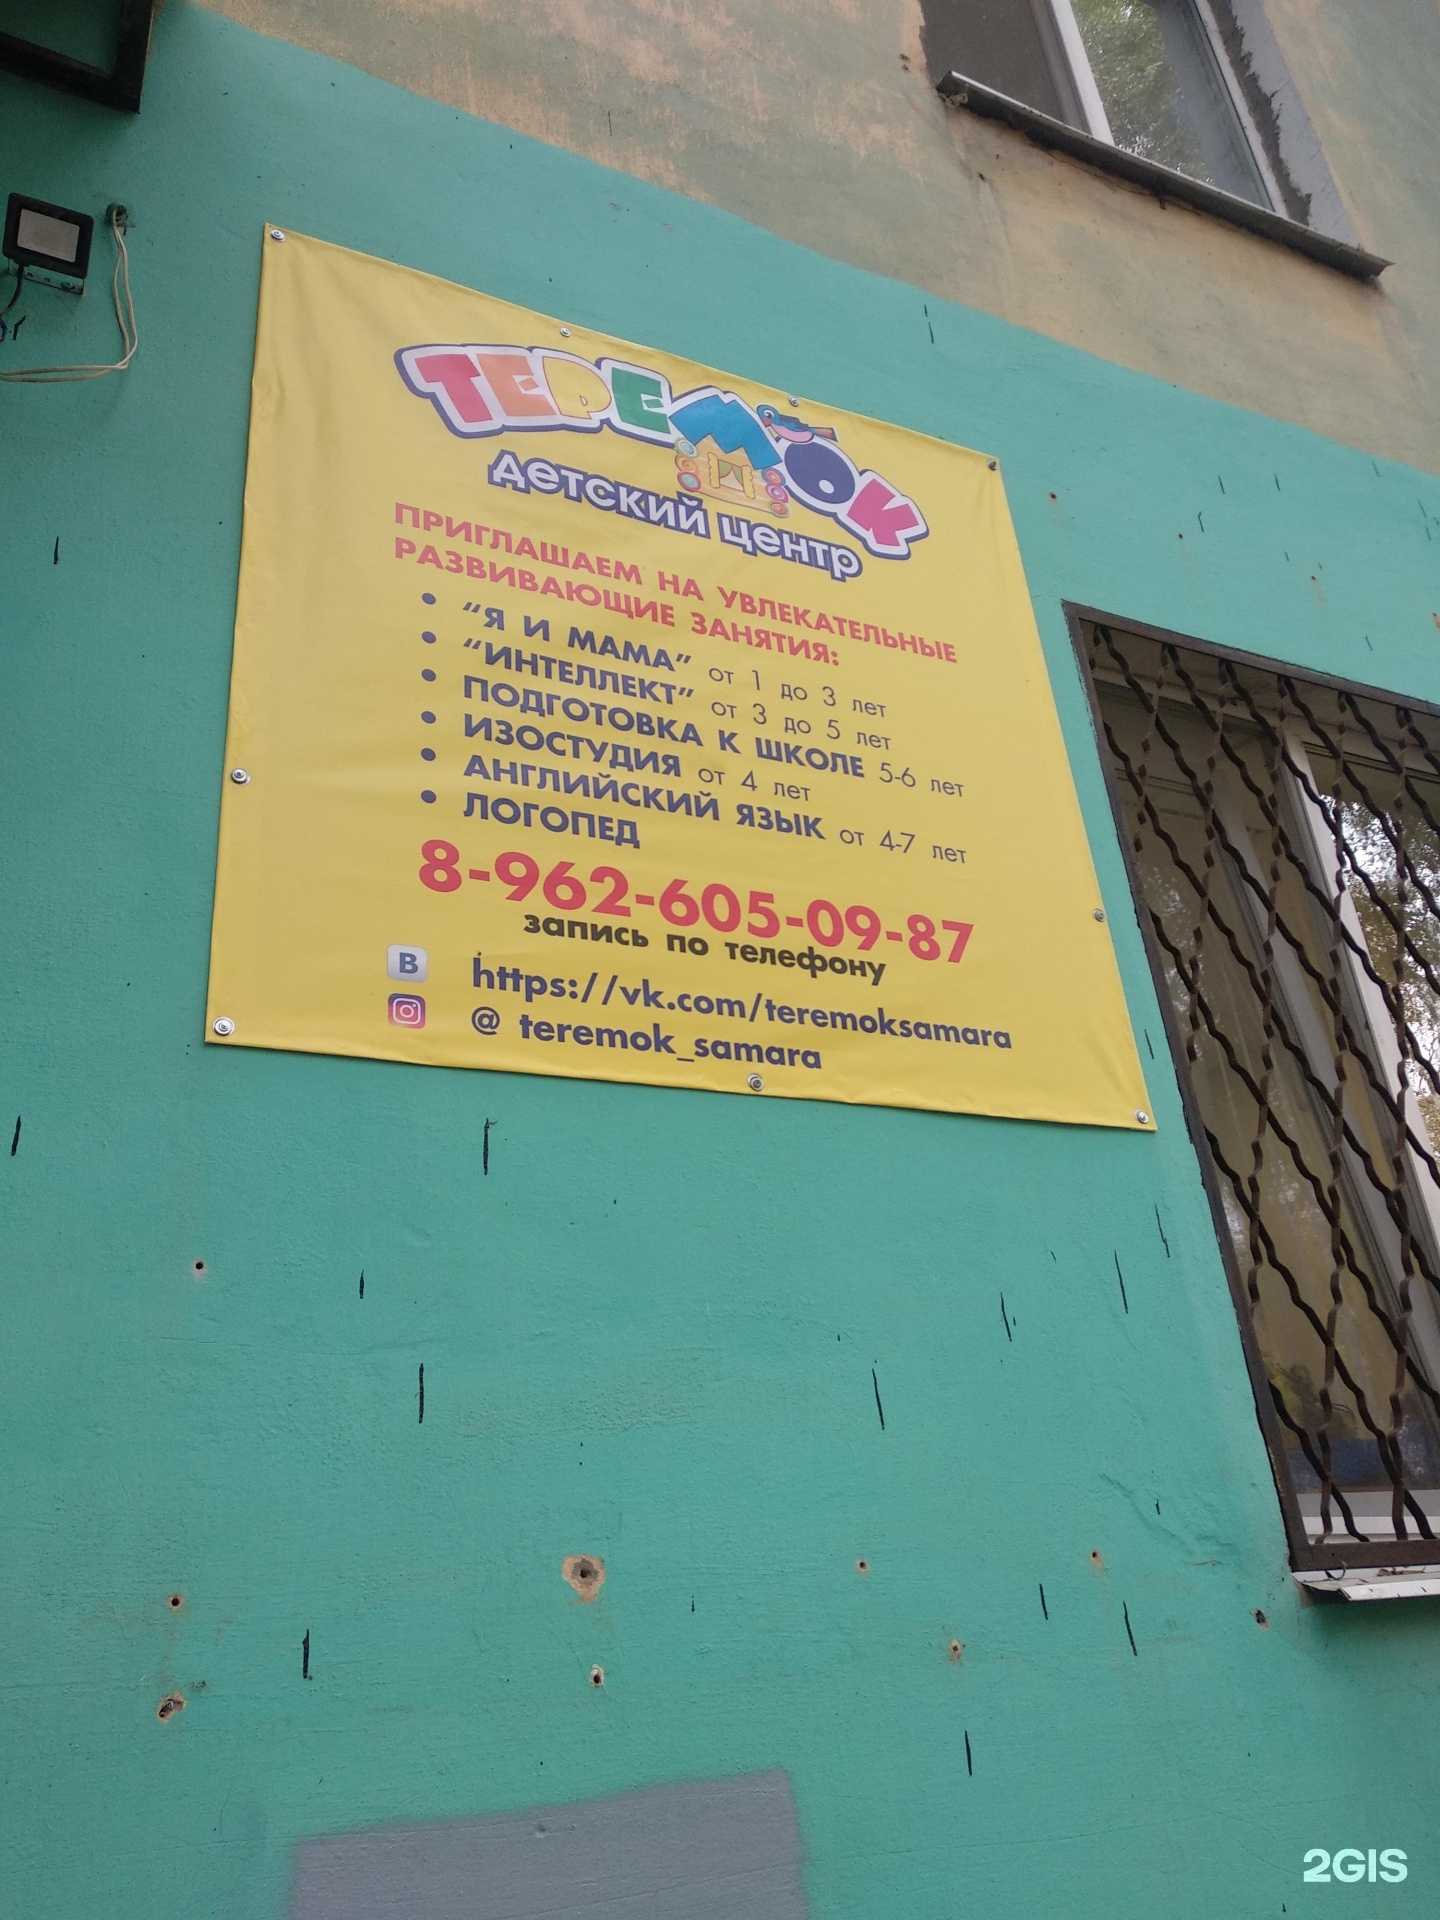 ТЕРЕМОК
детский центр
ПРИГЛАШАЕМ НА УВЛЕКАТЕЛЬНЫЕ
РАЗВИВАЮЩИЕ ЗАНЯТИЯ:
• “Я И МАМА” от 1 до 3 лет
• “ИНТЕЛЛЕКТ” от 3 до 5 лет
• ПОДГОТОВКА К ШКОЛЕ 5-6 лет
• ИЗОСТУДИЯ от 4 лет
• АНГЛИЙСКИЙ ЯЗЫК от 4-7 лет
• ЛОГОПЕД
8-962-605-09-87
запись по телефону
В https://vk.com/teremoksamara
@ teremok_samara
2GIS